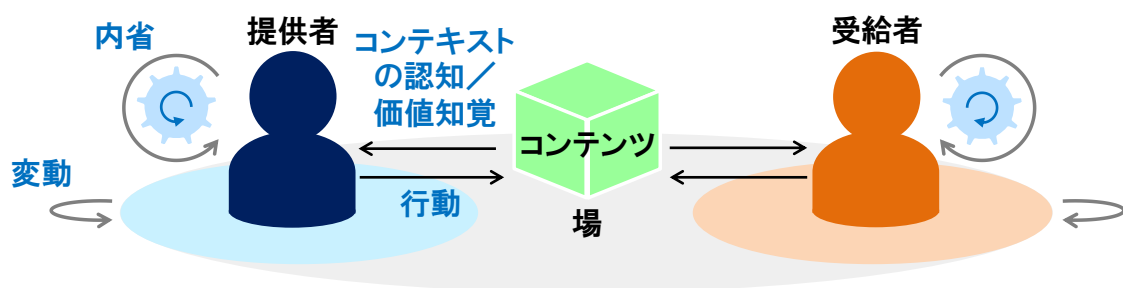 内省
提供者
コンテキスト
の認知／
価値知覚
受給者
コンテンツ
変動
行動
場